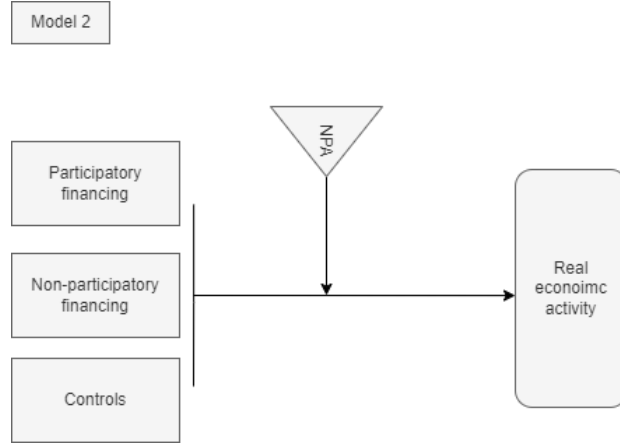 Model 2
NPA
Participatory
financing
Non-participatory
financing
Controls
Real
econoimc
activity